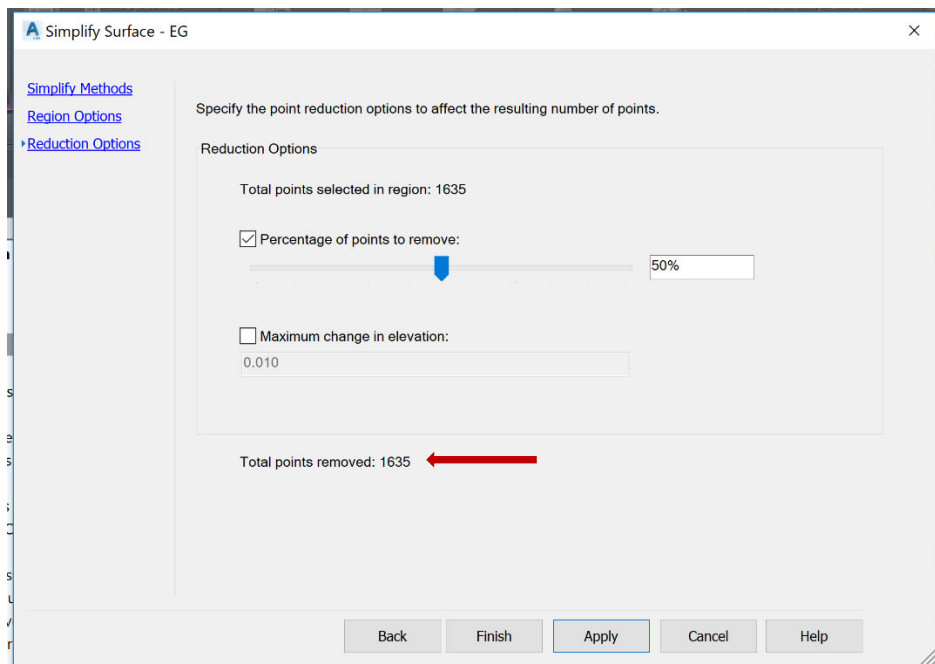 Simplify Surface - EG
Simplify Methods
Region Options
Reduction Options
Specify the point reduction options to affect the resulting number of points.
Reduction Options
Total points selected in region: 1635
Percentage of points to remove:
50%
Maximum change in elevation:
0.010
Total points removed: 1635
Back Finish Apply Cancel Help